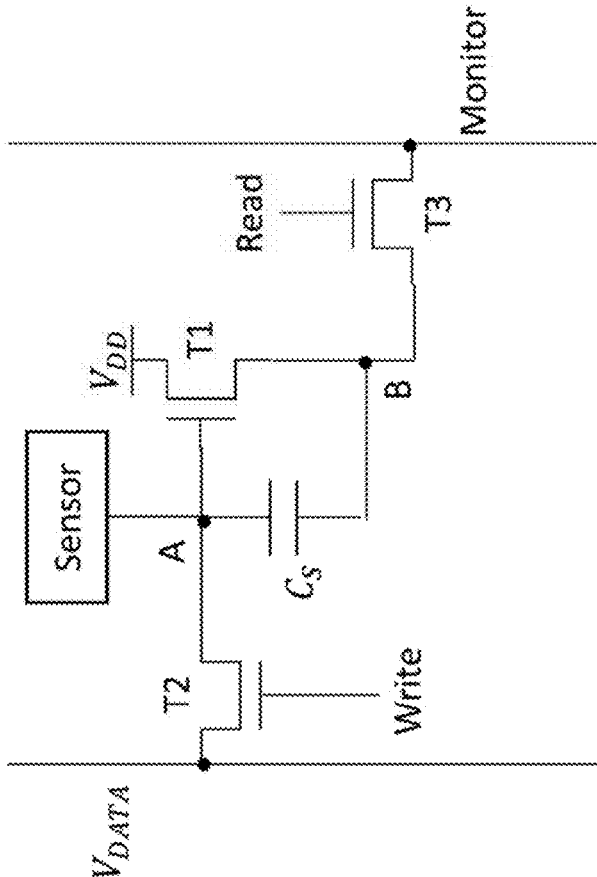 Sensor
V_DD
Read
T1
Monitor
T3
A
T2
C_S
B
Write
V_DATA